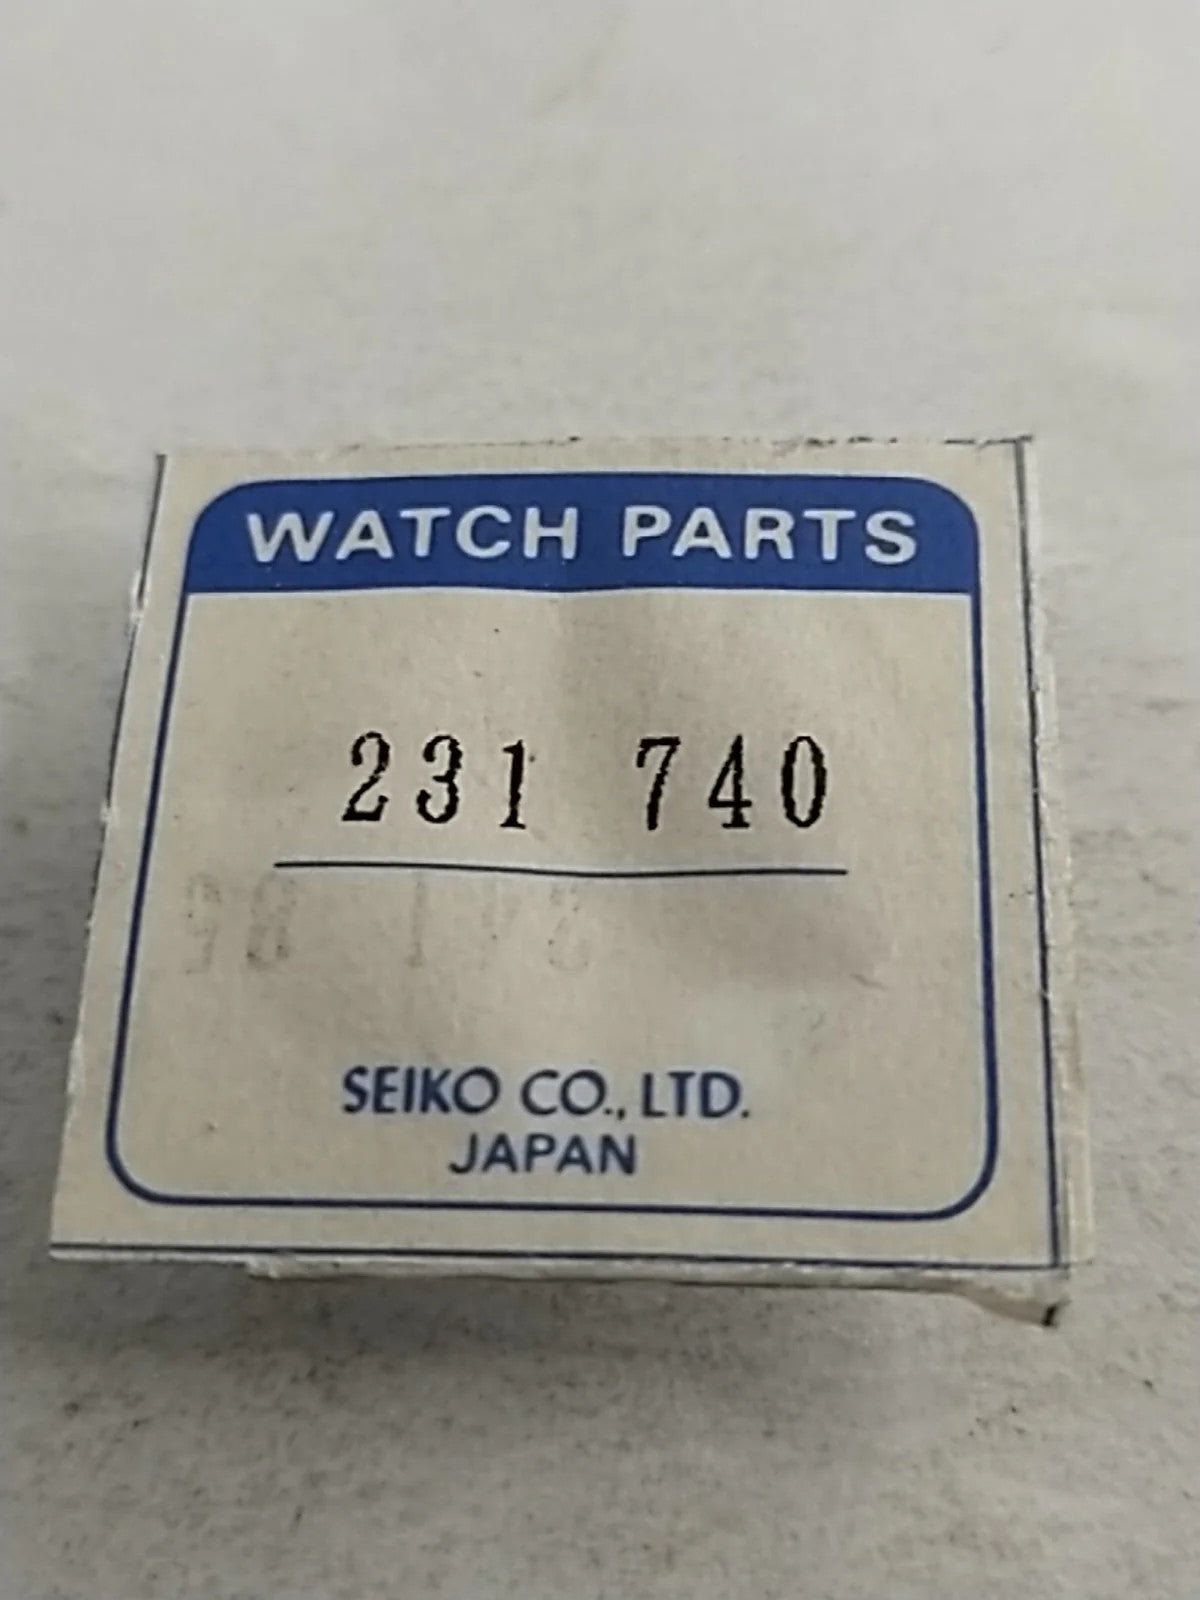 WATCH PARTS
231 740
SEIKO CO., LTD.
JAPAN